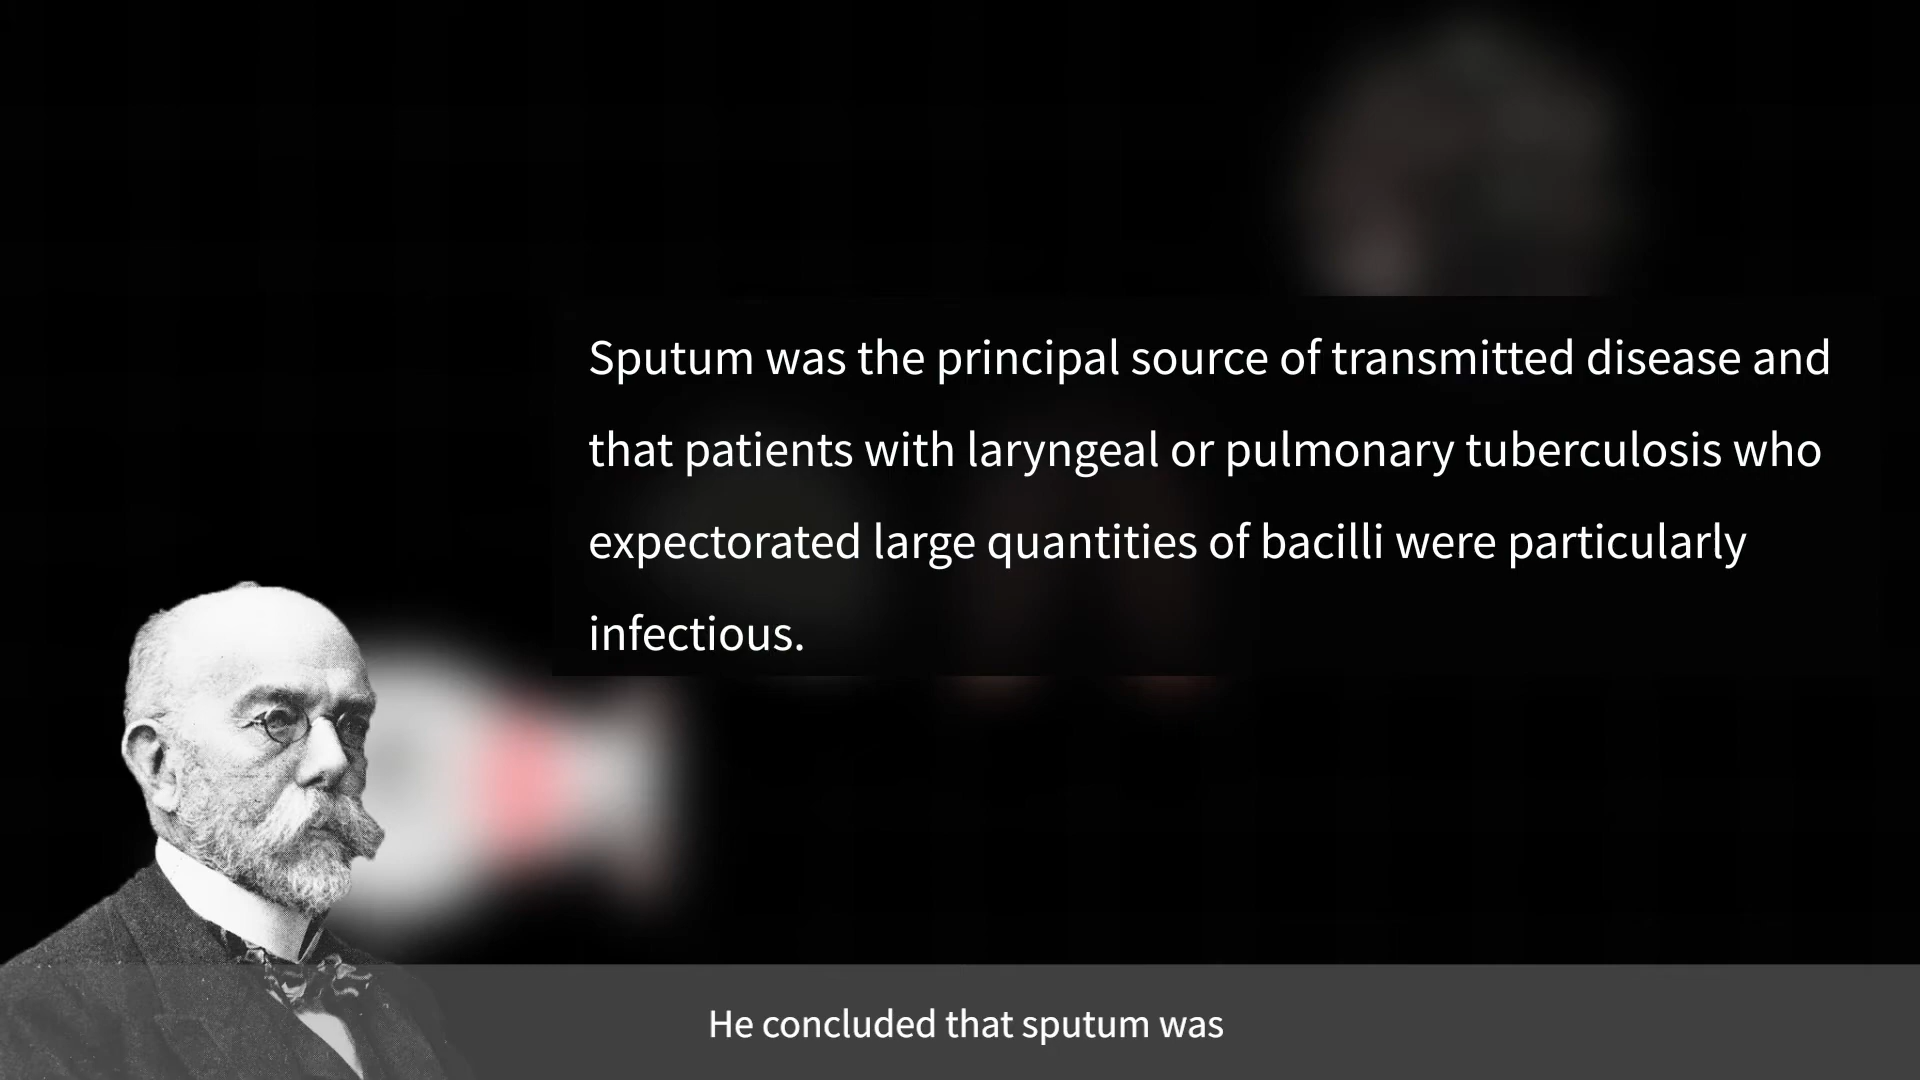 Sputum was the principal source of transmitted disease and
that patients with laryngeal or pulmonary tuberculosis who
expectorated large quantities of bacilli were particularly
infectious.
He concluded that sputum was